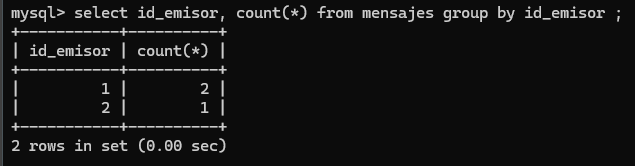 mysql> select id_emisor, count(*) from mensajes group by id_emisor ;
+-----------+----------+
| id_emisor | count(*) |
+-----------+----------+
|         1 |        2 |
|         2 |        1 |
+-----------+----------+
2 rows in set (0.00 sec)